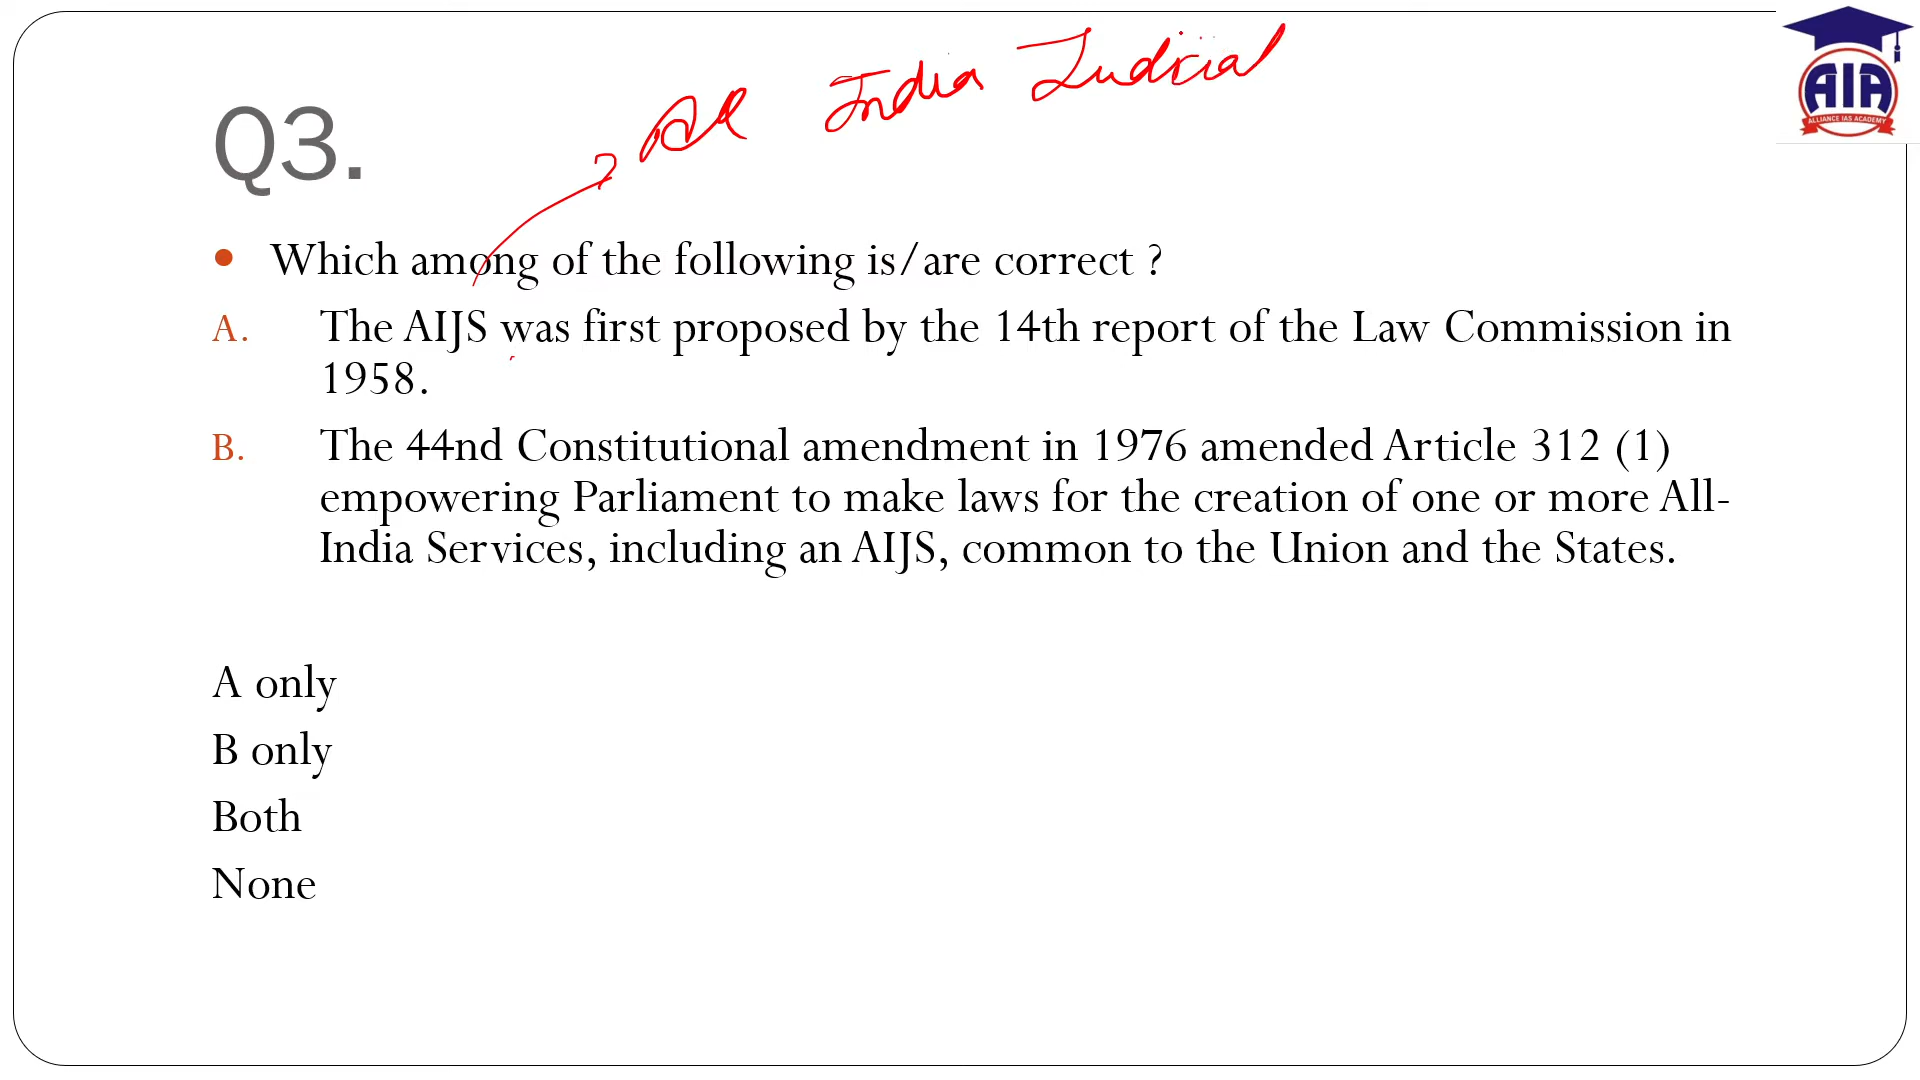 All India Judicial
AIA
ALLIANCE IAS ACADEMY
Q3.
• Which among of the following is/are correct ?
A. The AIJS was first proposed by the 14th report of the Law Commission in
1958.
B. The 44nd Constitutional amendment in 1976 amended Article 312 (1)
empowering Parliament to make laws for the creation of one or more All-
India Services, including an AIJS, common to the Union and the States.
A only
B only
Both
None